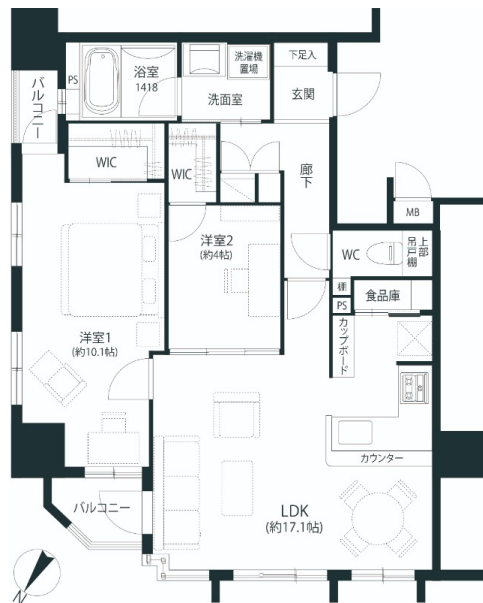 下足入
洗濯機
置場
浴室
1418
PS
バルコニー
洗面室
玄関
WIC
WIC
廊下
MB
洋室2
(約4帖)
WC
上部
吊戸棚
棚
食品庫
PS
カップボード
洋室1
(約10.1帖)
カウンター
バルコニー
LDK
(約17.1帖)
N